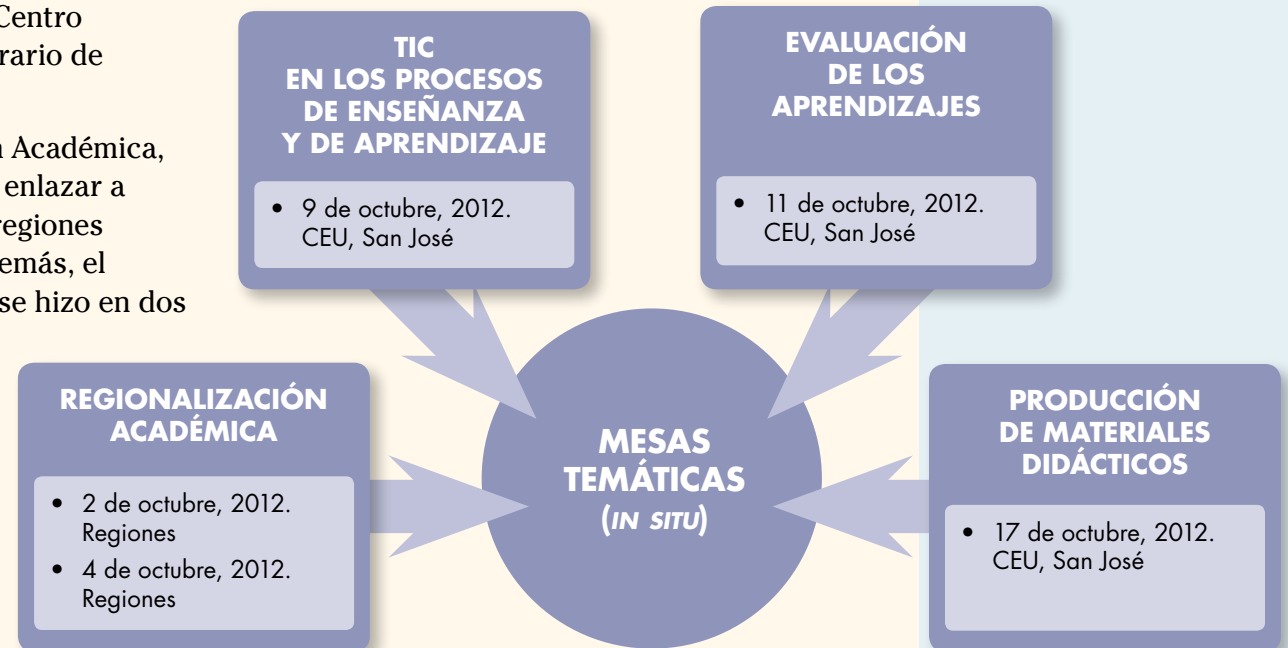 Centro
rario de
Académica,
enlazar a
regiones
emás, el
se hizo en dos
TIC
EN LOS PROCESOS
DE ENSEÑANZA
Y DE APRENDIZAJE
• 9 de octubre, 2012.
CEU, San José
EVALUACIÓN
DE LOS
APRENDIZAJES
• 11 de octubre, 2012.
CEU, San José
REGIONALIZACIÓN
ACADÉMICA
• 2 de octubre, 2012.
Regiones
• 4 de octubre, 2012.
Regiones
MESAS
TEMÁTICAS
(IN SITU)
PRODUCCIÓN
DE MATERIALES
DIDÁCTICOS
• 17 de octubre, 2012.
CEU, San José